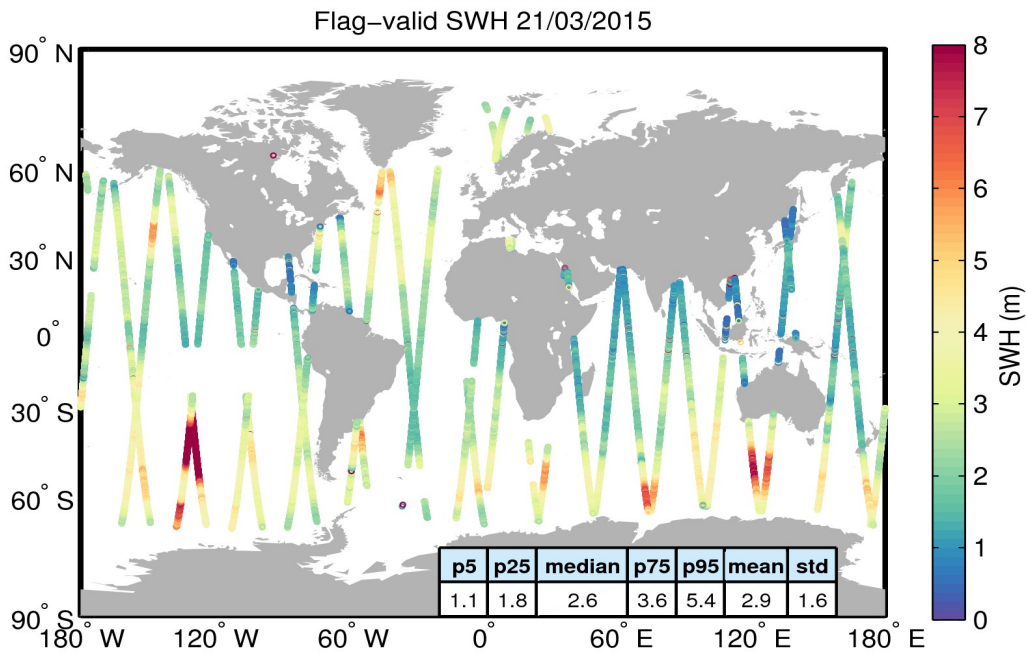 Flag−valid SWH 21/03/2015
90° N
60° N
30° N
0°
30° S
60° S
90° S
180° W
120° W
60° W
0°
60° E
120° E
180° E
p5 p25 median p75 p95 mean std
1.1 1.8 2.6 3.6 5.4 2.9 1.6
8
7
6
5
4
3
2
1
0
SWH (m)